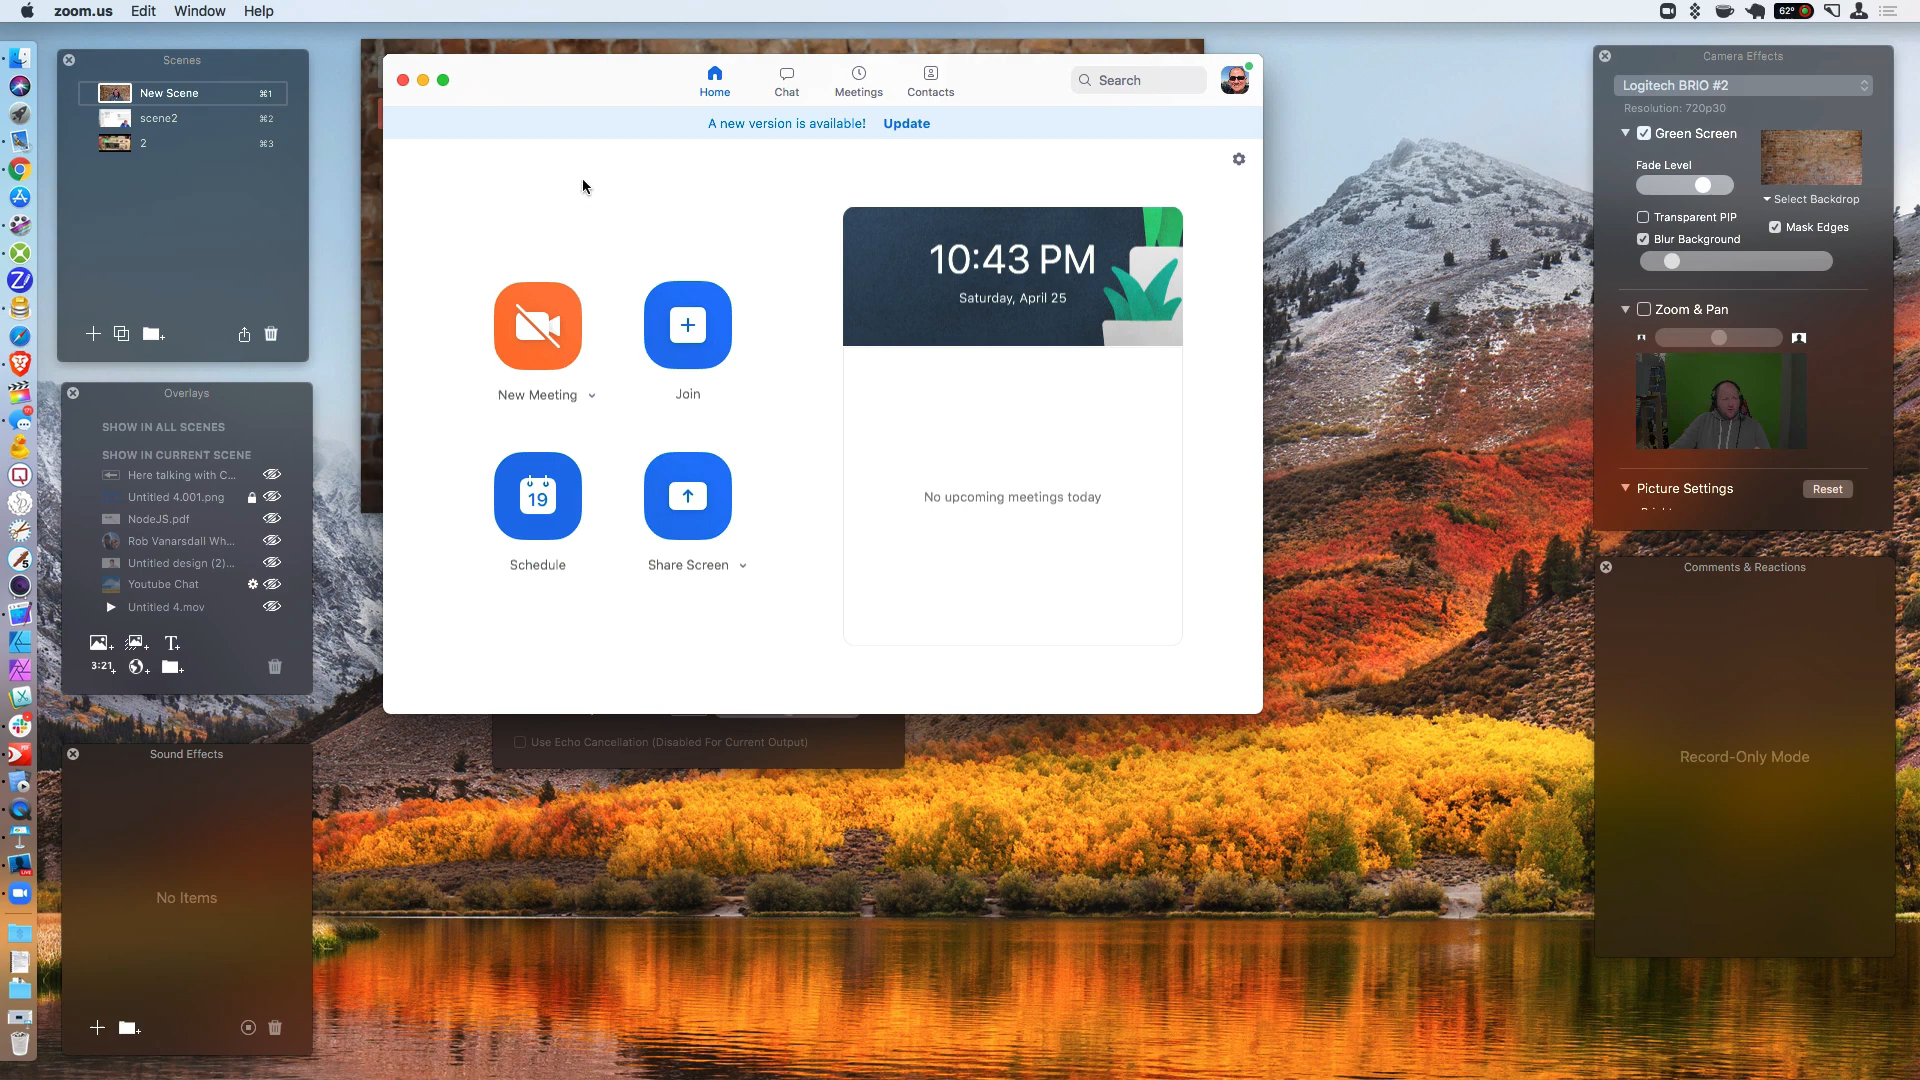 zoom.us Edit Window Help
62°
Scenes
New Scene ⌘1
scene2 ⌘2
2 ⌘3
Overlays
SHOW IN ALL SCENES
SHOW IN CURRENT SCENE
Here talking with C...
Untitled 4.001.png
NodeJS.pdf
Rob Vanarsdall Wh...
Untitled design (2)...
Youtube Chat
Untitled 4.mov
T+
3:21+
Sound Effects
No Items
Home Chat Meetings Contacts
Search
A new version is available! Update
New Meeting
Join
19
Schedule
Share Screen
10:43 PM
Saturday, April 25
No upcoming meetings today
Use Echo Cancellation (Disabled For Current Output)
Camera Effects
Logitech BRIO #2
Resolution: 720p30
Green Screen
Fade Level
Select Backdrop
Transparent PIP
Mask Edges
Blur Background
Zoom & Pan
Picture Settings Reset
Comments & Reactions
Record-Only Mode